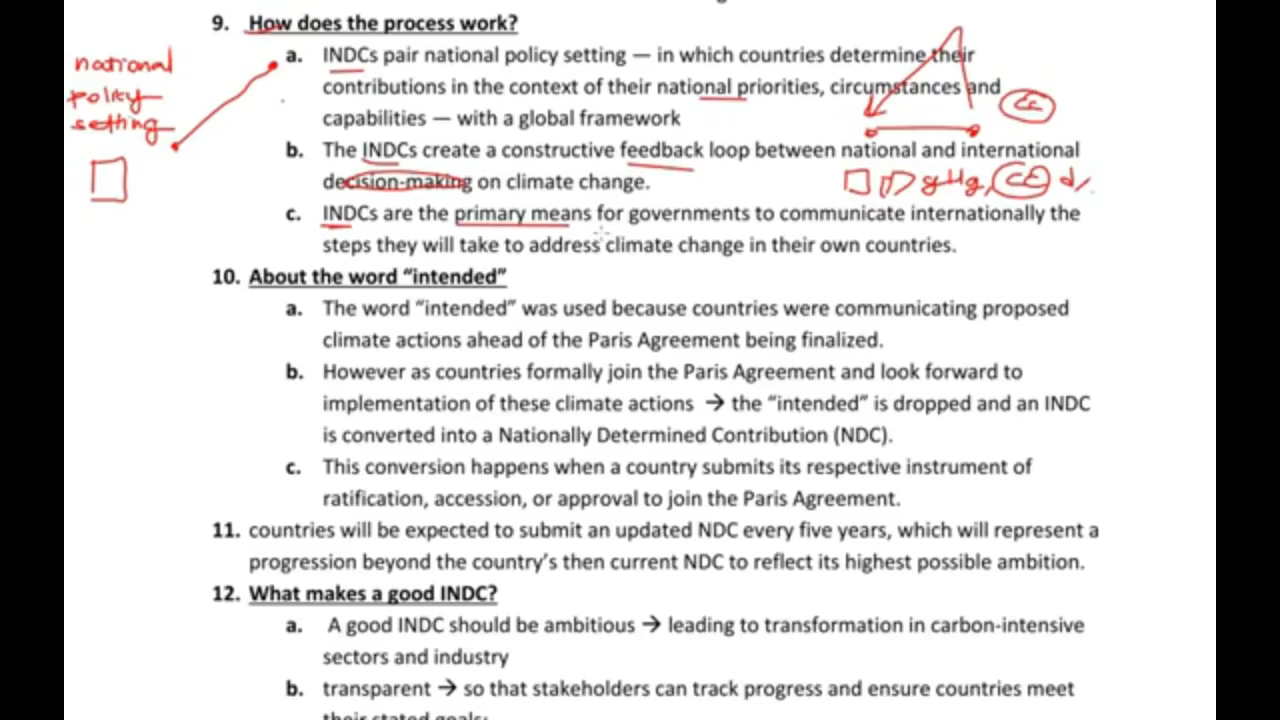 9. How does the process work?
national
policy
setting
a. INDCs pair national policy setting — in which countries determine their
contributions in the context of their national priorities, circumstances and
capabilities — with a global framework
b. The INDCs create a constructive feedback loop between national and international
decision-making on climate change.
c. INDCs are the primary means for governments to communicate internationally the
steps they will take to address climate change in their own countries.
10. About the word “intended”
a. The word “intended” was used because countries were communicating proposed
climate actions ahead of the Paris Agreement being finalized.
b. However as countries formally join the Paris Agreement and look forward to
implementation of these climate actions → the “intended” is dropped and an INDC
is converted into a Nationally Determined Contribution (NDC).
c. This conversion happens when a country submits its respective instrument of
ratification, accession, or approval to join the Paris Agreement.
11. countries will be expected to submit an updated NDC every five years, which will represent a
progression beyond the country’s then current NDC to reflect its highest possible ambition.
12. What makes a good INDC?
a. A good INDC should be ambitious → leading to transformation in carbon-intensive
sectors and industry
b. transparent → so that stakeholders can track progress and ensure countries meet
their stated goals;